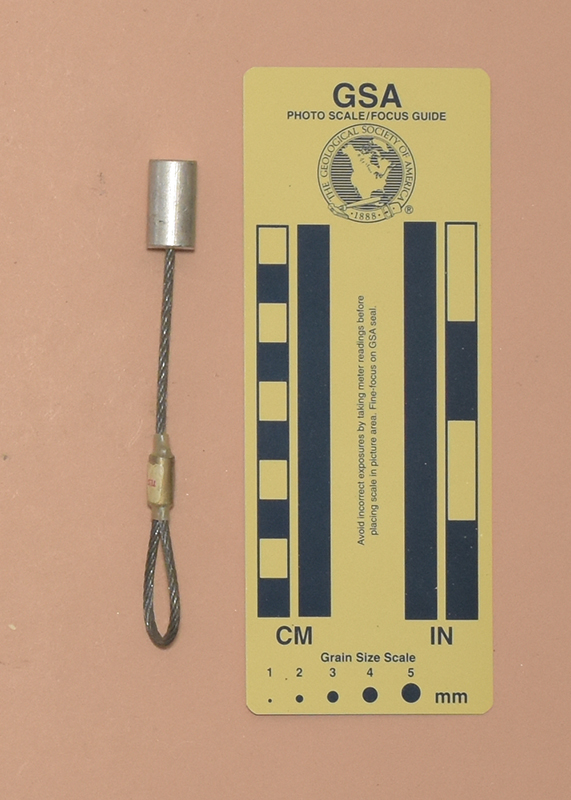 GSA
PHOTO SCALE/FOCUS GUIDE
THE GEOLOGICAL SOCIETY OF AMERICA
·1888·
®
Avoid incorrect exposures by taking meter readings before
placing scale in picture area. Fine-focus on GSA seal.
CM IN
Grain Size Scale
1 2 3 4 5
mm